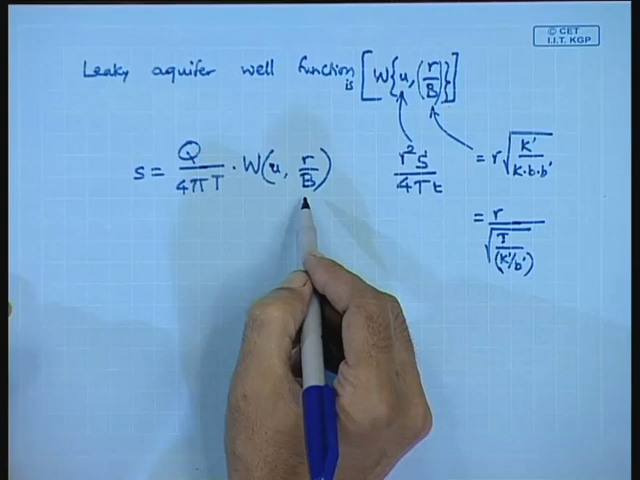 © CET
I.I.T. KGP
Leaky aquifer well function is [W{u, (r/B)}]
s = Q/4πT · W(u, r/B)
r²S/4Tt
= r√(K'/K·b·b')
= r/√(T/(K'/b'))